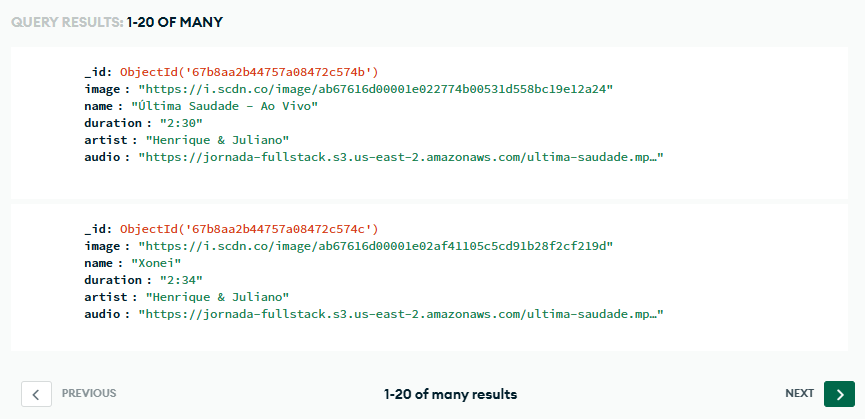 QUERY RESULTS: 1-20 OF MANY
_id: ObjectId('67b8aa2b44757a08472c574b')
image : "https://i.scdn.co/image/ab67616d00001e022774b00531d558bc19e12a24"
name : "Última Saudade - Ao Vivo"
duration : "2:30"
artist : "Henrique & Juliano"
audio : "https://jornada-fullstack.s3.us-east-2.amazonaws.com/ultima-saudade.mp…"
_id: ObjectId('67b8aa2b44757a08472c574c')
image : "https://i.scdn.co/image/ab67616d00001e02af41105c5cd91b28f2cf219d"
name : "Xonei"
duration : "2:34"
artist : "Henrique & Juliano"
audio : "https://jornada-fullstack.s3.us-east-2.amazonaws.com/ultima-saudade.mp…"
PREVIOUS
1-20 of many results
NEXT